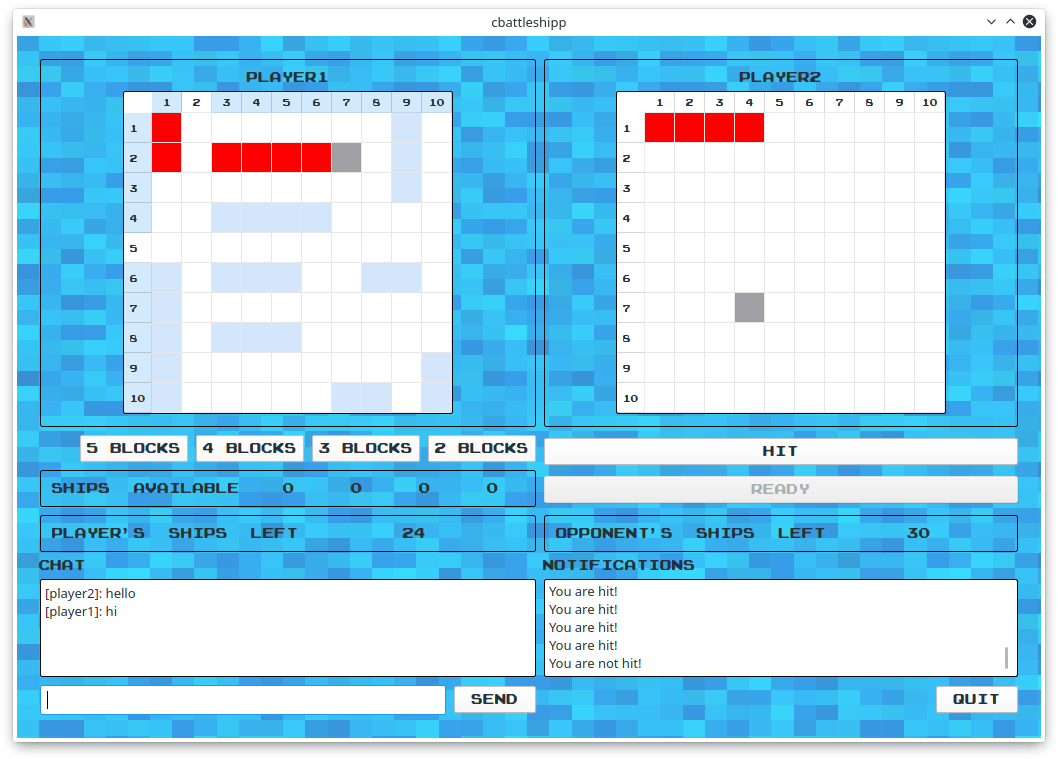 cbattleshipp
PLAYER1
1 2 3 4 5 6 7 8 9 10
1
2
3
4
5
6
7
8
9
10
PLAYER2
1 2 3 4 5 6 7 8 9 10
1
2
3
4
5
6
7
8
9
10
5 BLOCKS 4 BLOCKS 3 BLOCKS 2 BLOCKS
HIT
SHIPS AVAILABLE 0 0 0 0
READY
PLAYER'S SHIPS LEFT 24
OPPONENT'S SHIPS LEFT 30
CHAT
[player2]: hello
[player1]: hi
SEND
NOTIFICATIONS
You are hit!
You are hit!
You are hit!
You are hit!
You are not hit!
QUIT